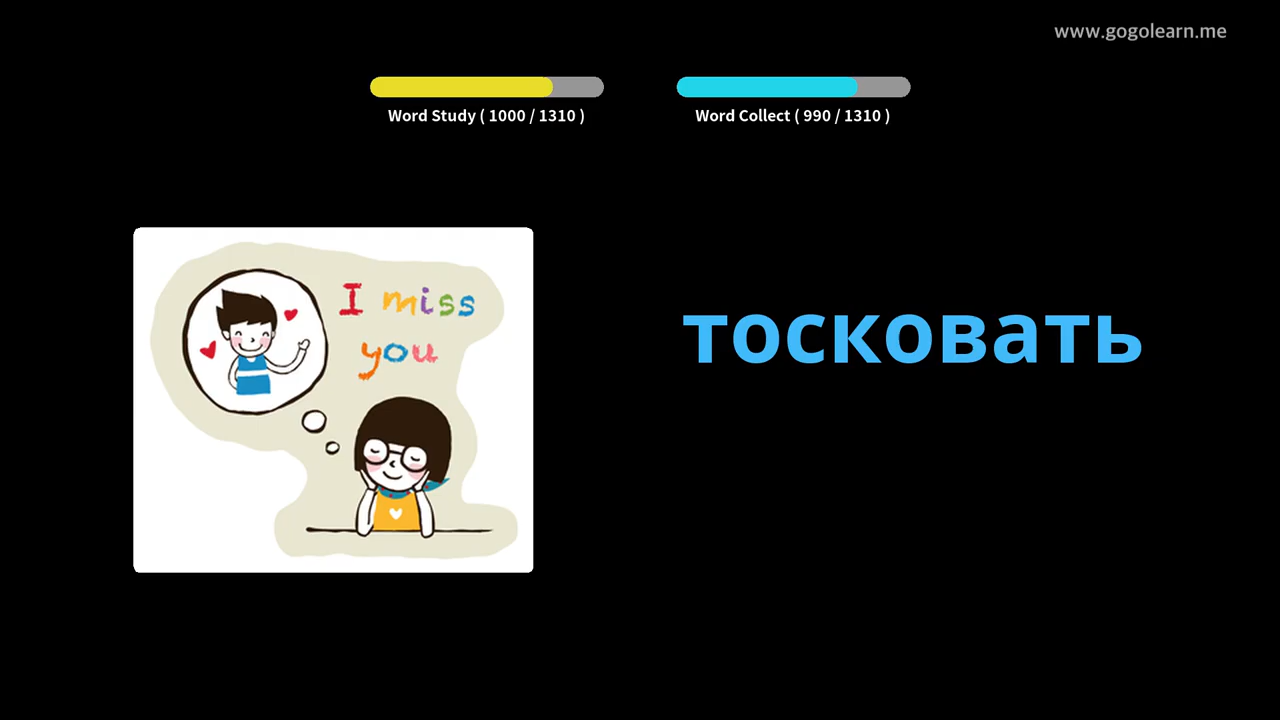 www.gogolearn.me
Word Study ( 1000 / 1310 )
Word Collect ( 990 / 1310 )
I miss
you
тосковать